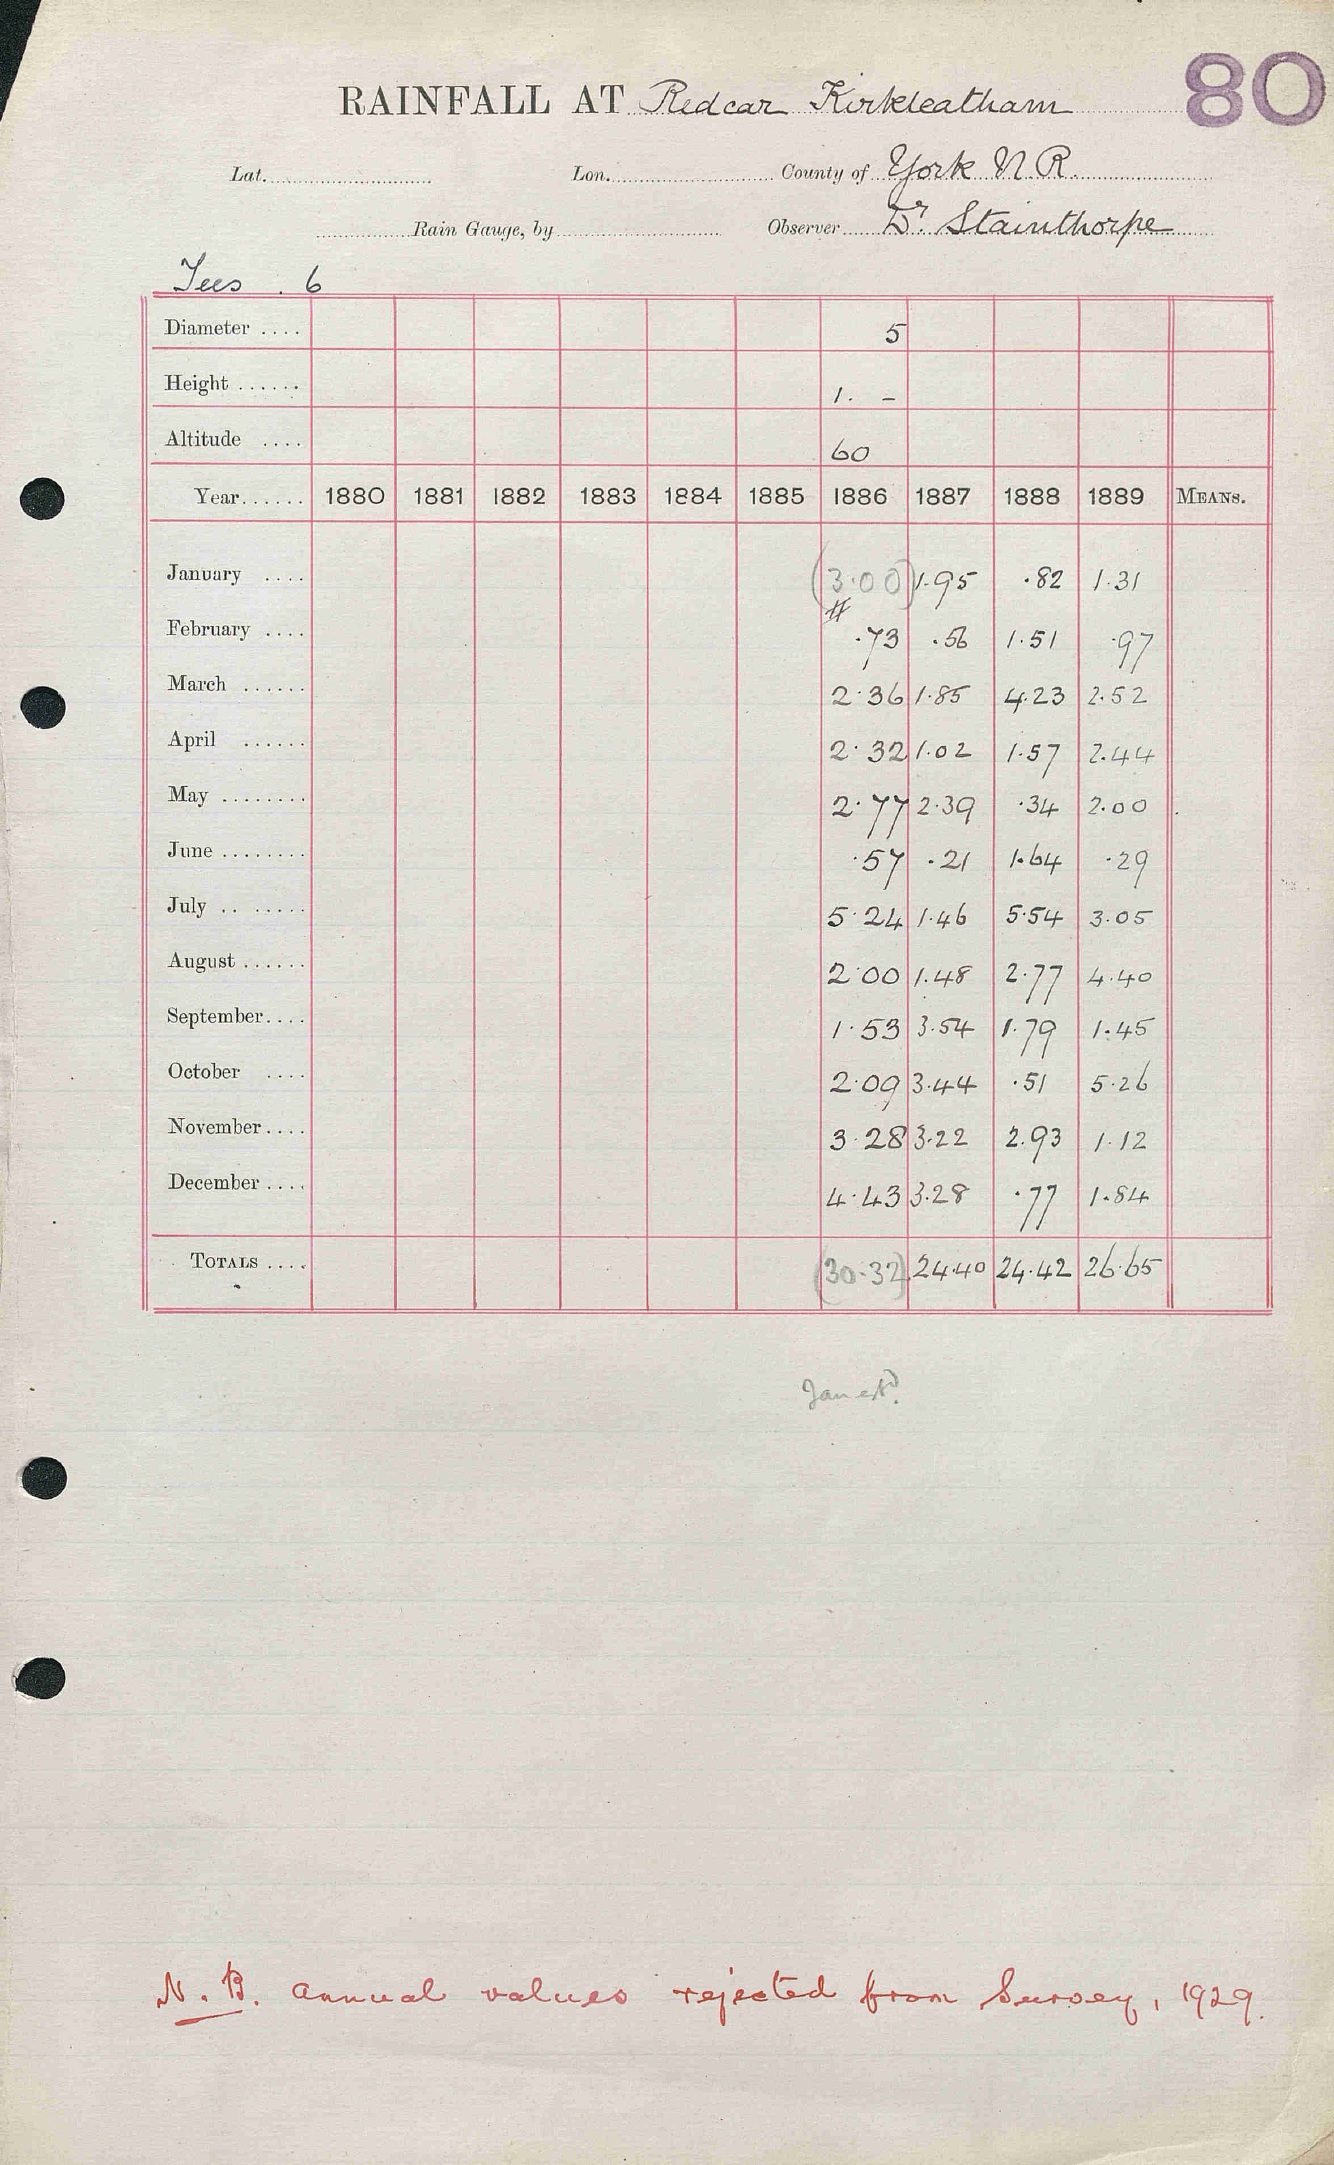 80
RAINFALL AT Redcar Kirkleatham
Lat. Lon. County of York N. R.
Rain Gauge, by Observer Dr. Stainthorpe
Tees . 6
Diameter .... 5
Height ...... 1. -
Altitude .... 60
Year...... 1880 1881 1882 1883 1884 1885 1886 1887 1888 1889 MEANS.
January .... (3.00) 1.95 .82 1.31
February .... .73 .56 1.51 .97
March ...... 2.36 1.85 4.23 2.52
April ...... 2.32 1.02 1.57 2.44
May ........ 2.77 2.39 .34 2.00
June ........ .57 .21 1.64 .29
July .. ..... 5.24 1.46 5.54 3.05
August ...... 2.00 1.48 2.77 4.40
September.... 1.53 3.54 1.79 1.45
October .... 2.09 3.44 .51 5.26
November.... 3.28 3.22 2.93 1.12
December .... 4.43 3.28 .77 1.84
TOTALS .... (30.32) 24.40 24.42 26.65
Jan estd.
N. B. Annual values rejected from Survey, 1929.